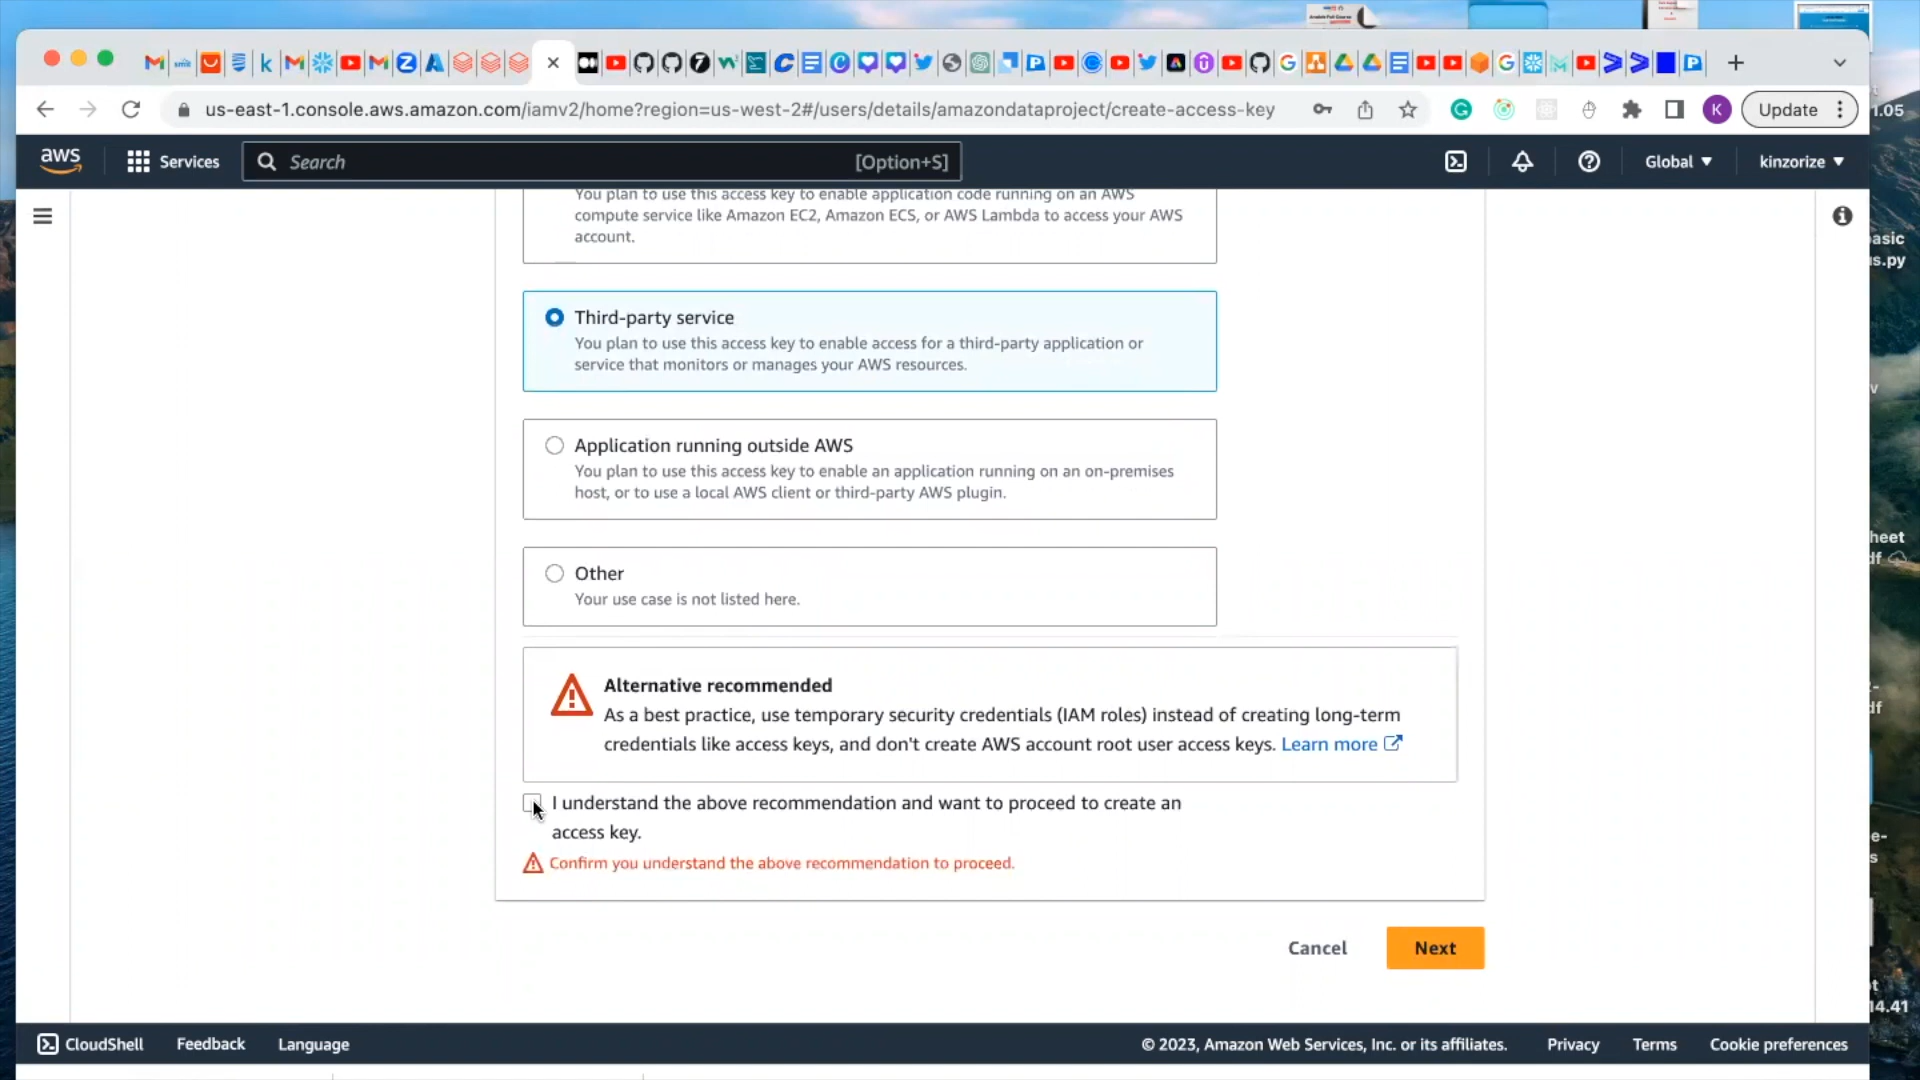 us-east-1.console.aws.amazon.com/iamv2/home?region=us-west-2#/users/details/amazondataproject/create-access-key
K
Update
1.05
aws
Services
Search
[Option+S]
Global
kinzorize
You plan to use this access key to enable application code running on an AWS
compute service like Amazon EC2, Amazon ECS, or AWS Lambda to access your AWS
account.
asic
us.py
Third-party service
You plan to use this access key to enable access for a third-party application or
service that monitors or manages your AWS resources.
Application running outside AWS
You plan to use this access key to enable an application running on an on-premises
host, or to use a local AWS client or third-party AWS plugin.
heet
df
Other
Your use case is not listed here.
Alternative recommended
As a best practice, use temporary security credentials (IAM roles) instead of creating long-term
credentials like access keys, and don't create AWS account root user access keys. Learn more
I understand the above recommendation and want to proceed to create an
access key.
Confirm you understand the above recommendation to proceed.
Cancel
Next
14.41
CloudShell
Feedback
Language
© 2023, Amazon Web Services, Inc. or its affiliates.
Privacy
Terms
Cookie preferences